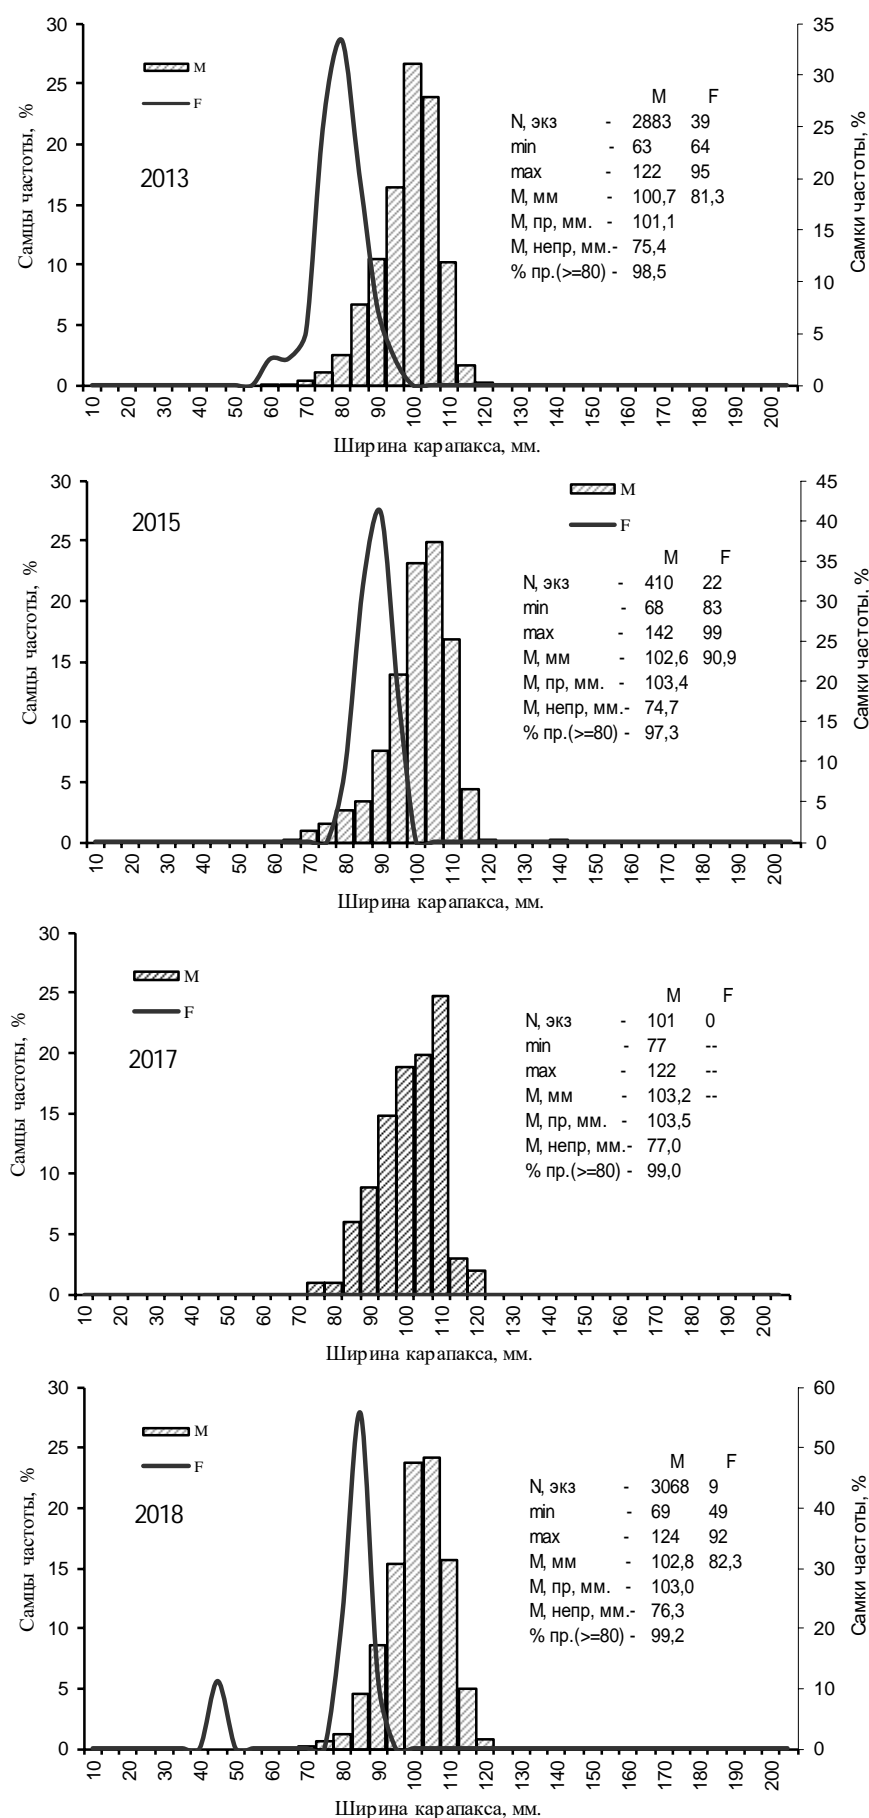 30
25
20
15
10
5
0
Самцы частоты, %
M
F
2013
35
30
25
20
15
10
5
0
Самки частоты, %
M F
N, экз - 2883 39
min - 63 64
max - 122 95
M, мм - 100,7 81,3
M, пр, мм. - 101,1
M, непр, мм.- 75,4
% пр.(>=80) - 98,5
10 20 30 40 50 60 70 80 90 100 110 120 130 140 150 160 170 180 190 200
Ширина карапакса, мм.
30
25
20
15
10
5
0
Самцы частоты, %
2015
M
F
45
40
35
30
25
20
15
10
5
0
Самки частоты, %
M F
N, экз - 410 22
min - 68 83
max - 142 99
M, мм - 102,6 90,9
M, пр, мм. - 103,4
M, непр, мм.- 74,7
% пр.(>=80) - 97,3
10 20 30 40 50 60 70 80 90 100 110 120 130 140 150 160 170 180 190 200
Ширина карапакса, мм.
30
25
20
15
10
5
0
Самцы частоты, %
M
F
2017
M F
N, экз - 101 0
min - 77 --
max - 122 --
M, мм - 103,2 --
M, пр, мм. - 103,5
M, непр, мм.- 77,0
% пр.(>=80) - 99,0
10 20 30 40 50 60 70 80 90 100 110 120 130 140 150 160 170 180 190 200
Ширина карапакса, мм.
30
25
20
15
10
5
0
Самцы частоты, %
M
F
2018
60
50
40
30
20
10
0
Самки частоты, %
M F
N, экз - 3068 9
min - 69 49
max - 124 92
M, мм - 102,8 82,3
M, пр, мм. - 103,0
M, непр, мм.- 76,3
% пр.(>=80) - 99,2
10 20 30 40 50 60 70 80 90 100 110 120 130 140 150 160 170 180 190 200
Ширина карапакса, мм.